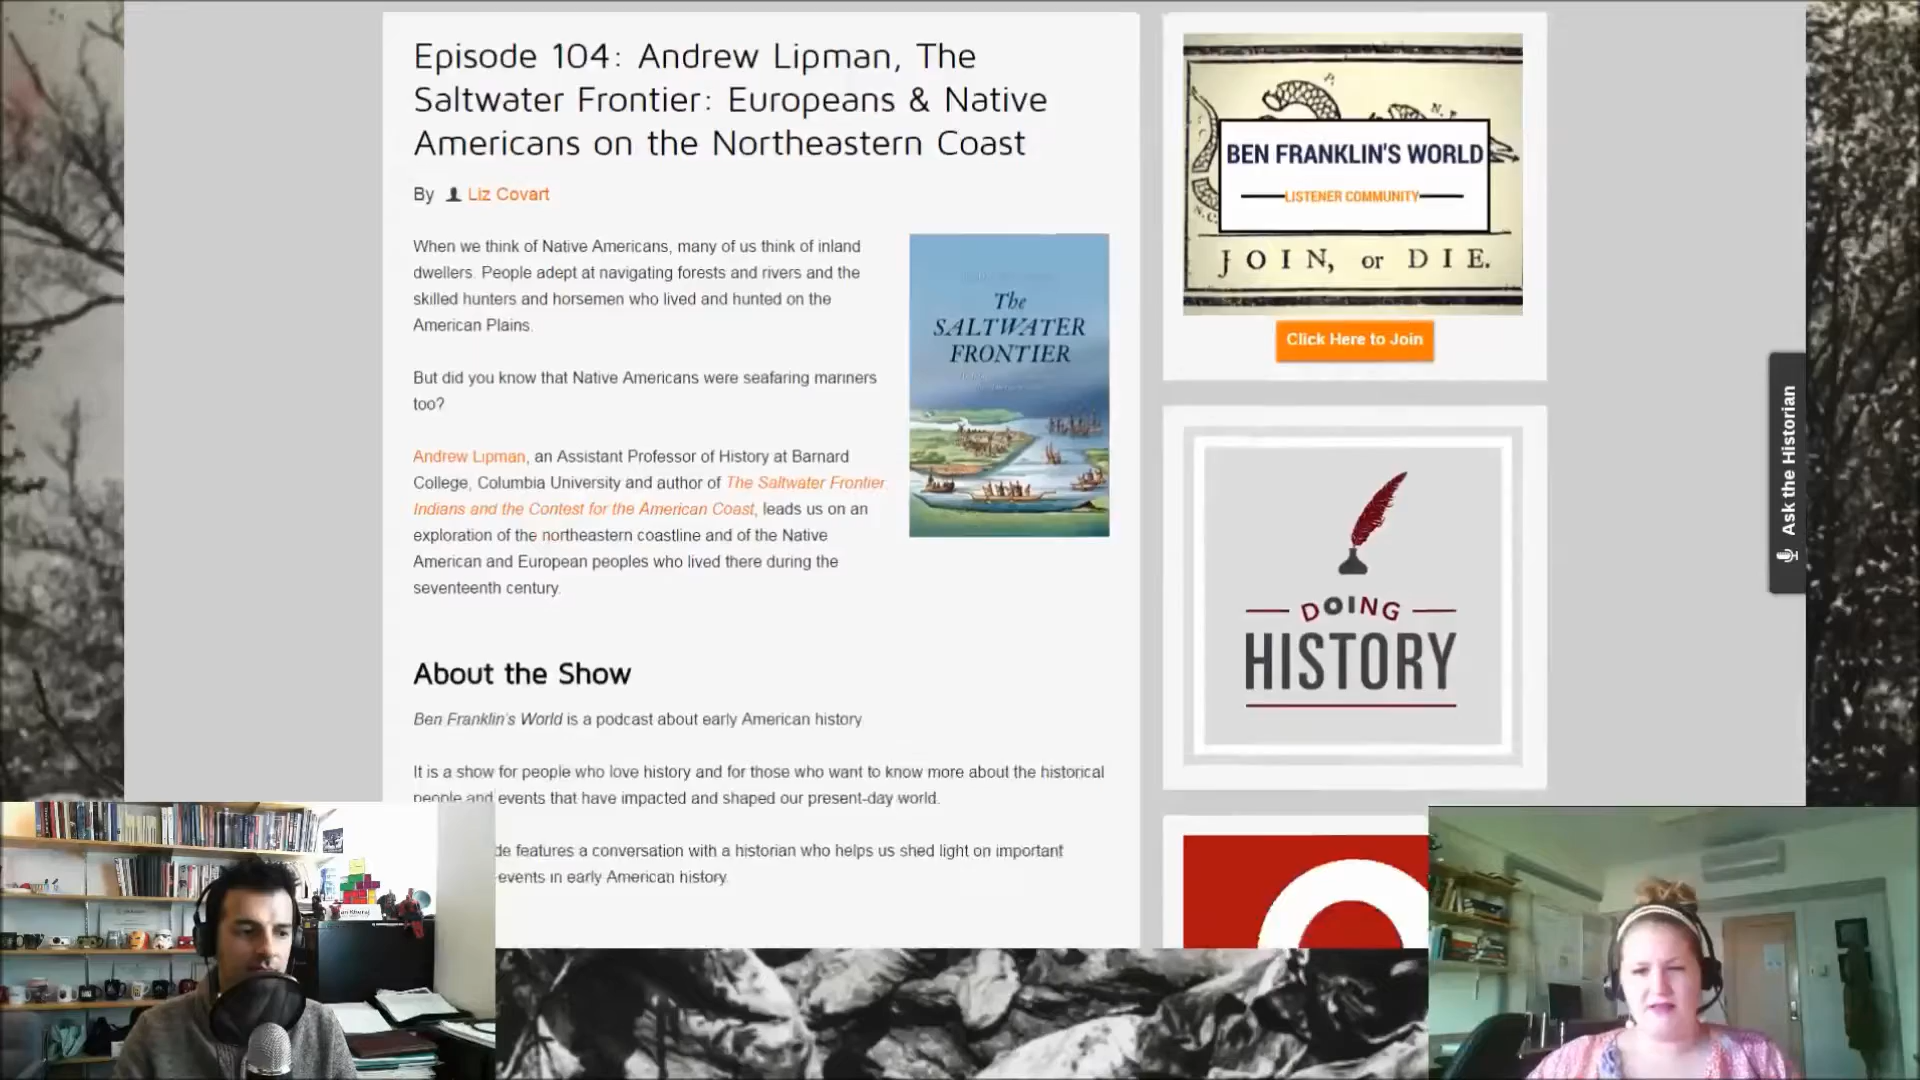 Episode 104: Andrew Lipman, The
Saltwater Frontier: Europeans & Native
Americans on the Northeastern Coast
By Liz Covart
When we think of Native Americans, many of us think of inland
dwellers. People adept at navigating forests and rivers and the
skilled hunters and horsemen who lived and hunted on the
American Plains.
But did you know that Native Americans were seafaring mariners
too?
Andrew Lipman, an Assistant Professor of History at Barnard
College, Columbia University and author of The Saltwater Frontier
Indians and the Contest for the American Coast, leads us on an
exploration of the northeastern coastline and of the Native
American and European peoples who lived there during the
seventeenth century.
The
SALTWATER
FRONTIER
About the Show
Ben Franklin's World is a podcast about early American history
It is a show for people who love history and for those who want to know more about the historical
people and events that have impacted and shaped our present-day world.
de features a conversation with a historian who helps us shed light on important
events in early American history.
P.
N.Y.
N.C.
BEN FRANKLIN'S WORLD
LISTENER COMMUNITY
JOIN, or DIE.
Click Here to Join
DOING
HISTORY
Ask the Historian